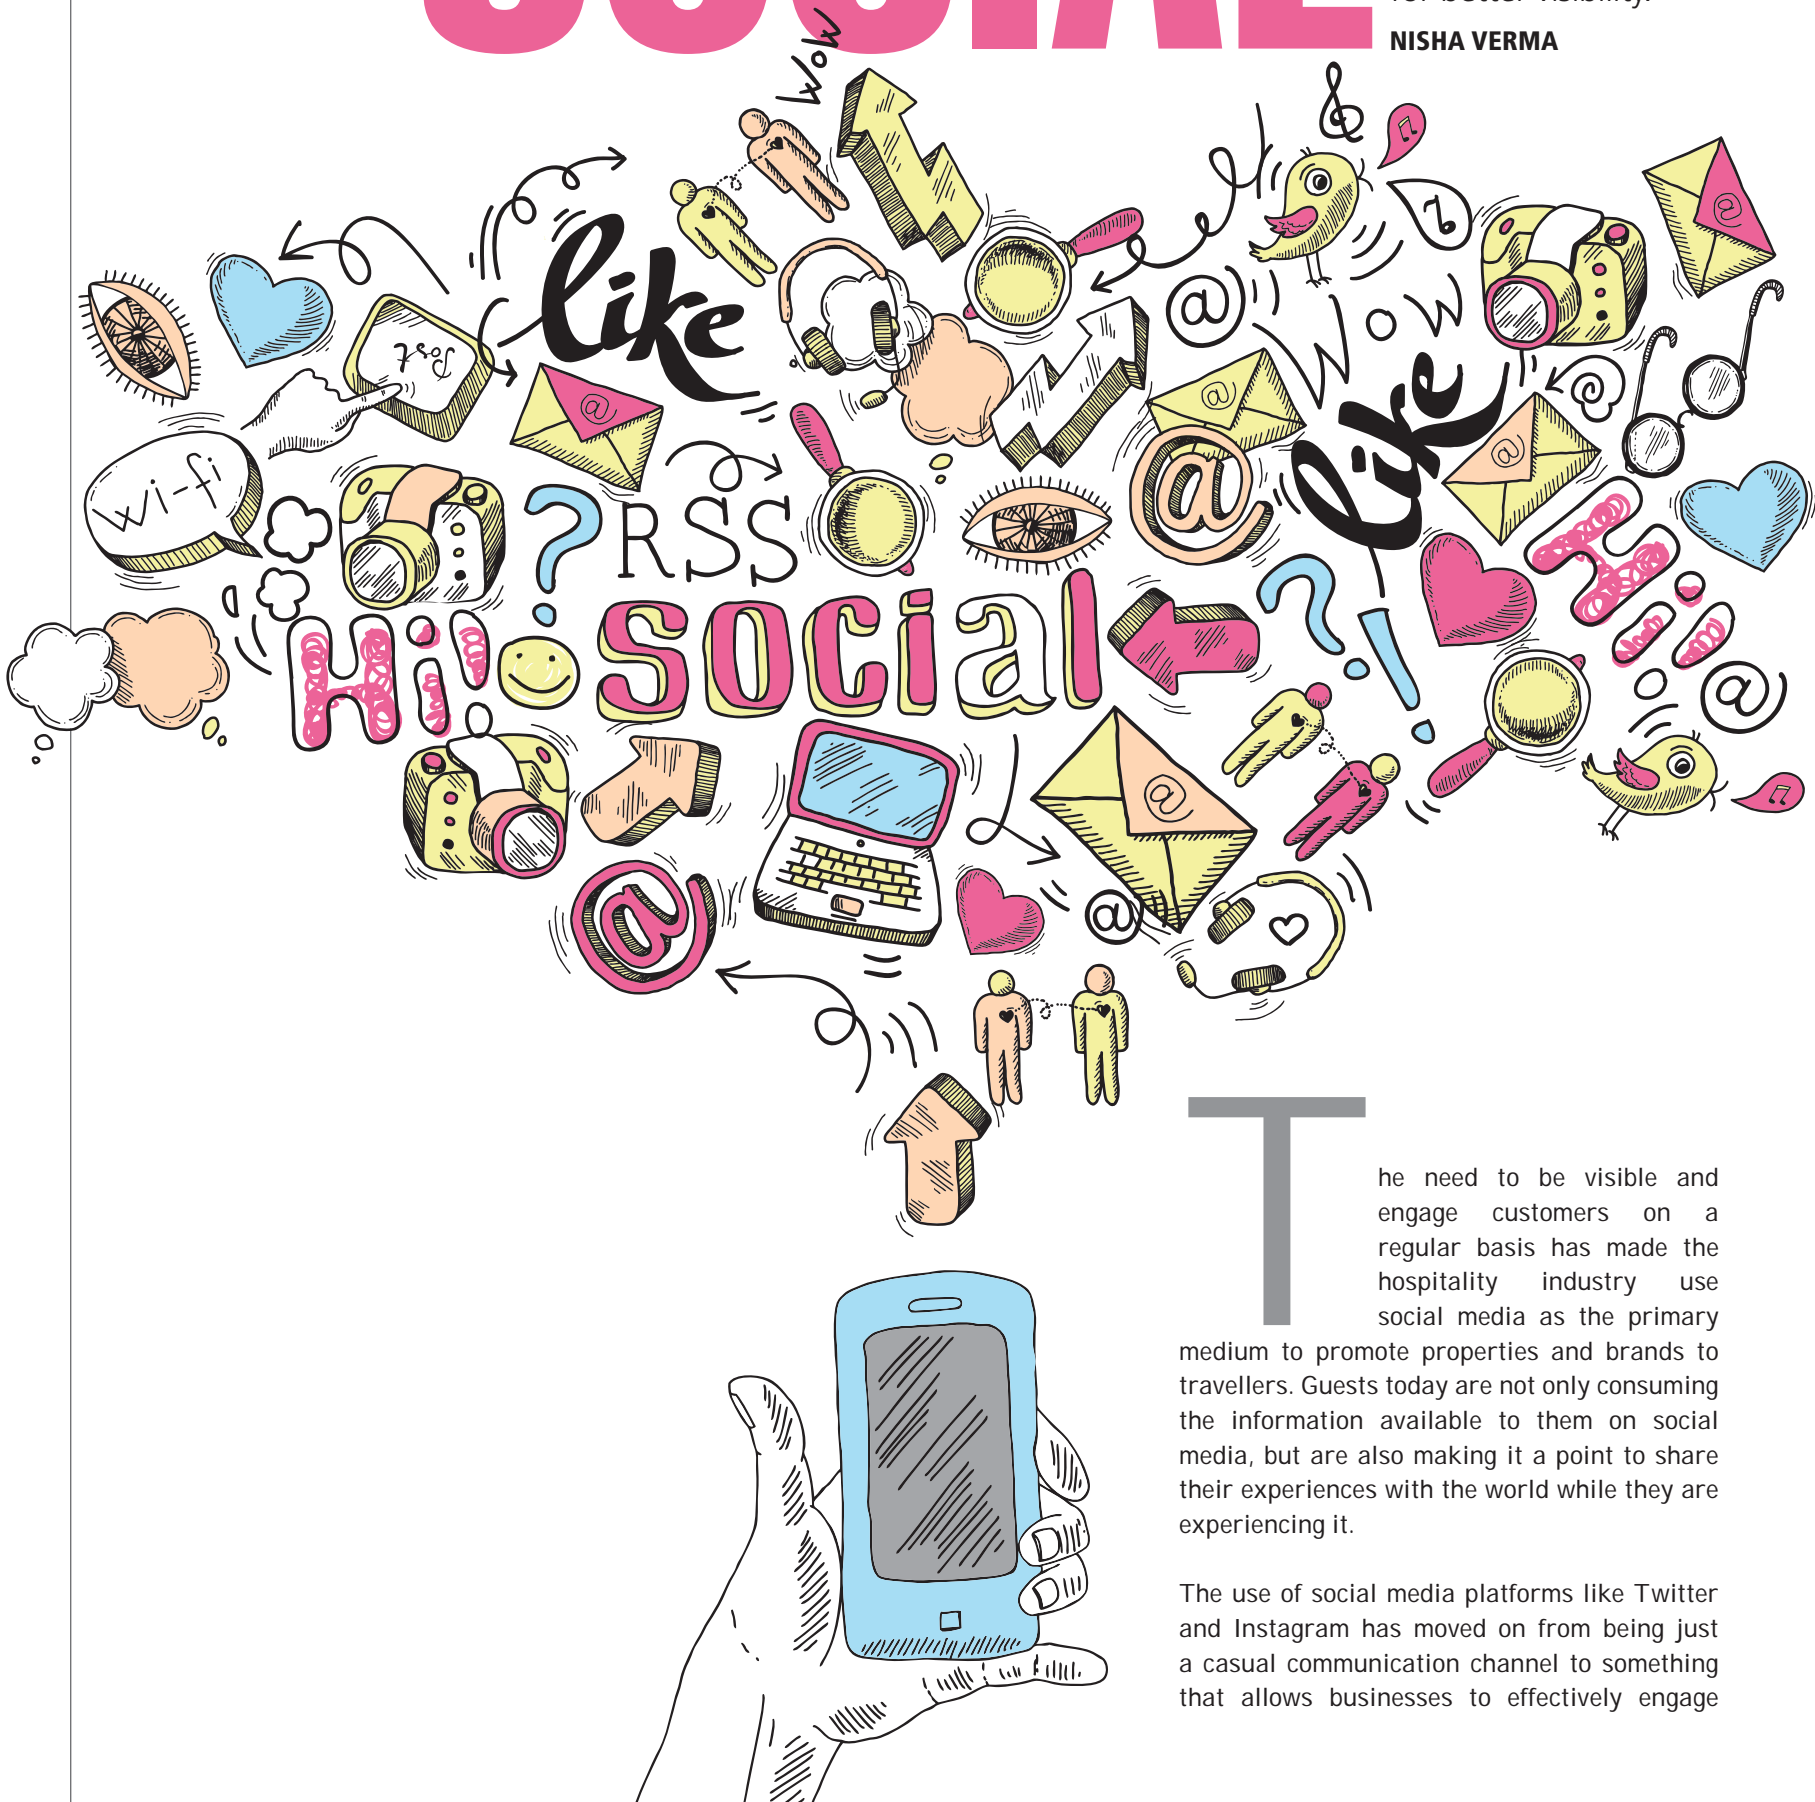 SOCIAL
for better visibility.
NISHA VERMA
WOW
like
Post
@
@
@
@
WOW
like
@
@
@
wi-fi
RSS
Hi!
social
Hi!
@
@
@
@
The need to be visible and
engage customers on a
regular basis has made the
hospitality industry use
social media as the primary
medium to promote properties and brands to
travellers. Guests today are not only consuming
the information available to them on social
media, but are also making it a point to share
their experiences with the world while they are
experiencing it.
The use of social media platforms like Twitter
and Instagram has moved on from being just
a casual communication channel to something
that allows businesses to effectively engage